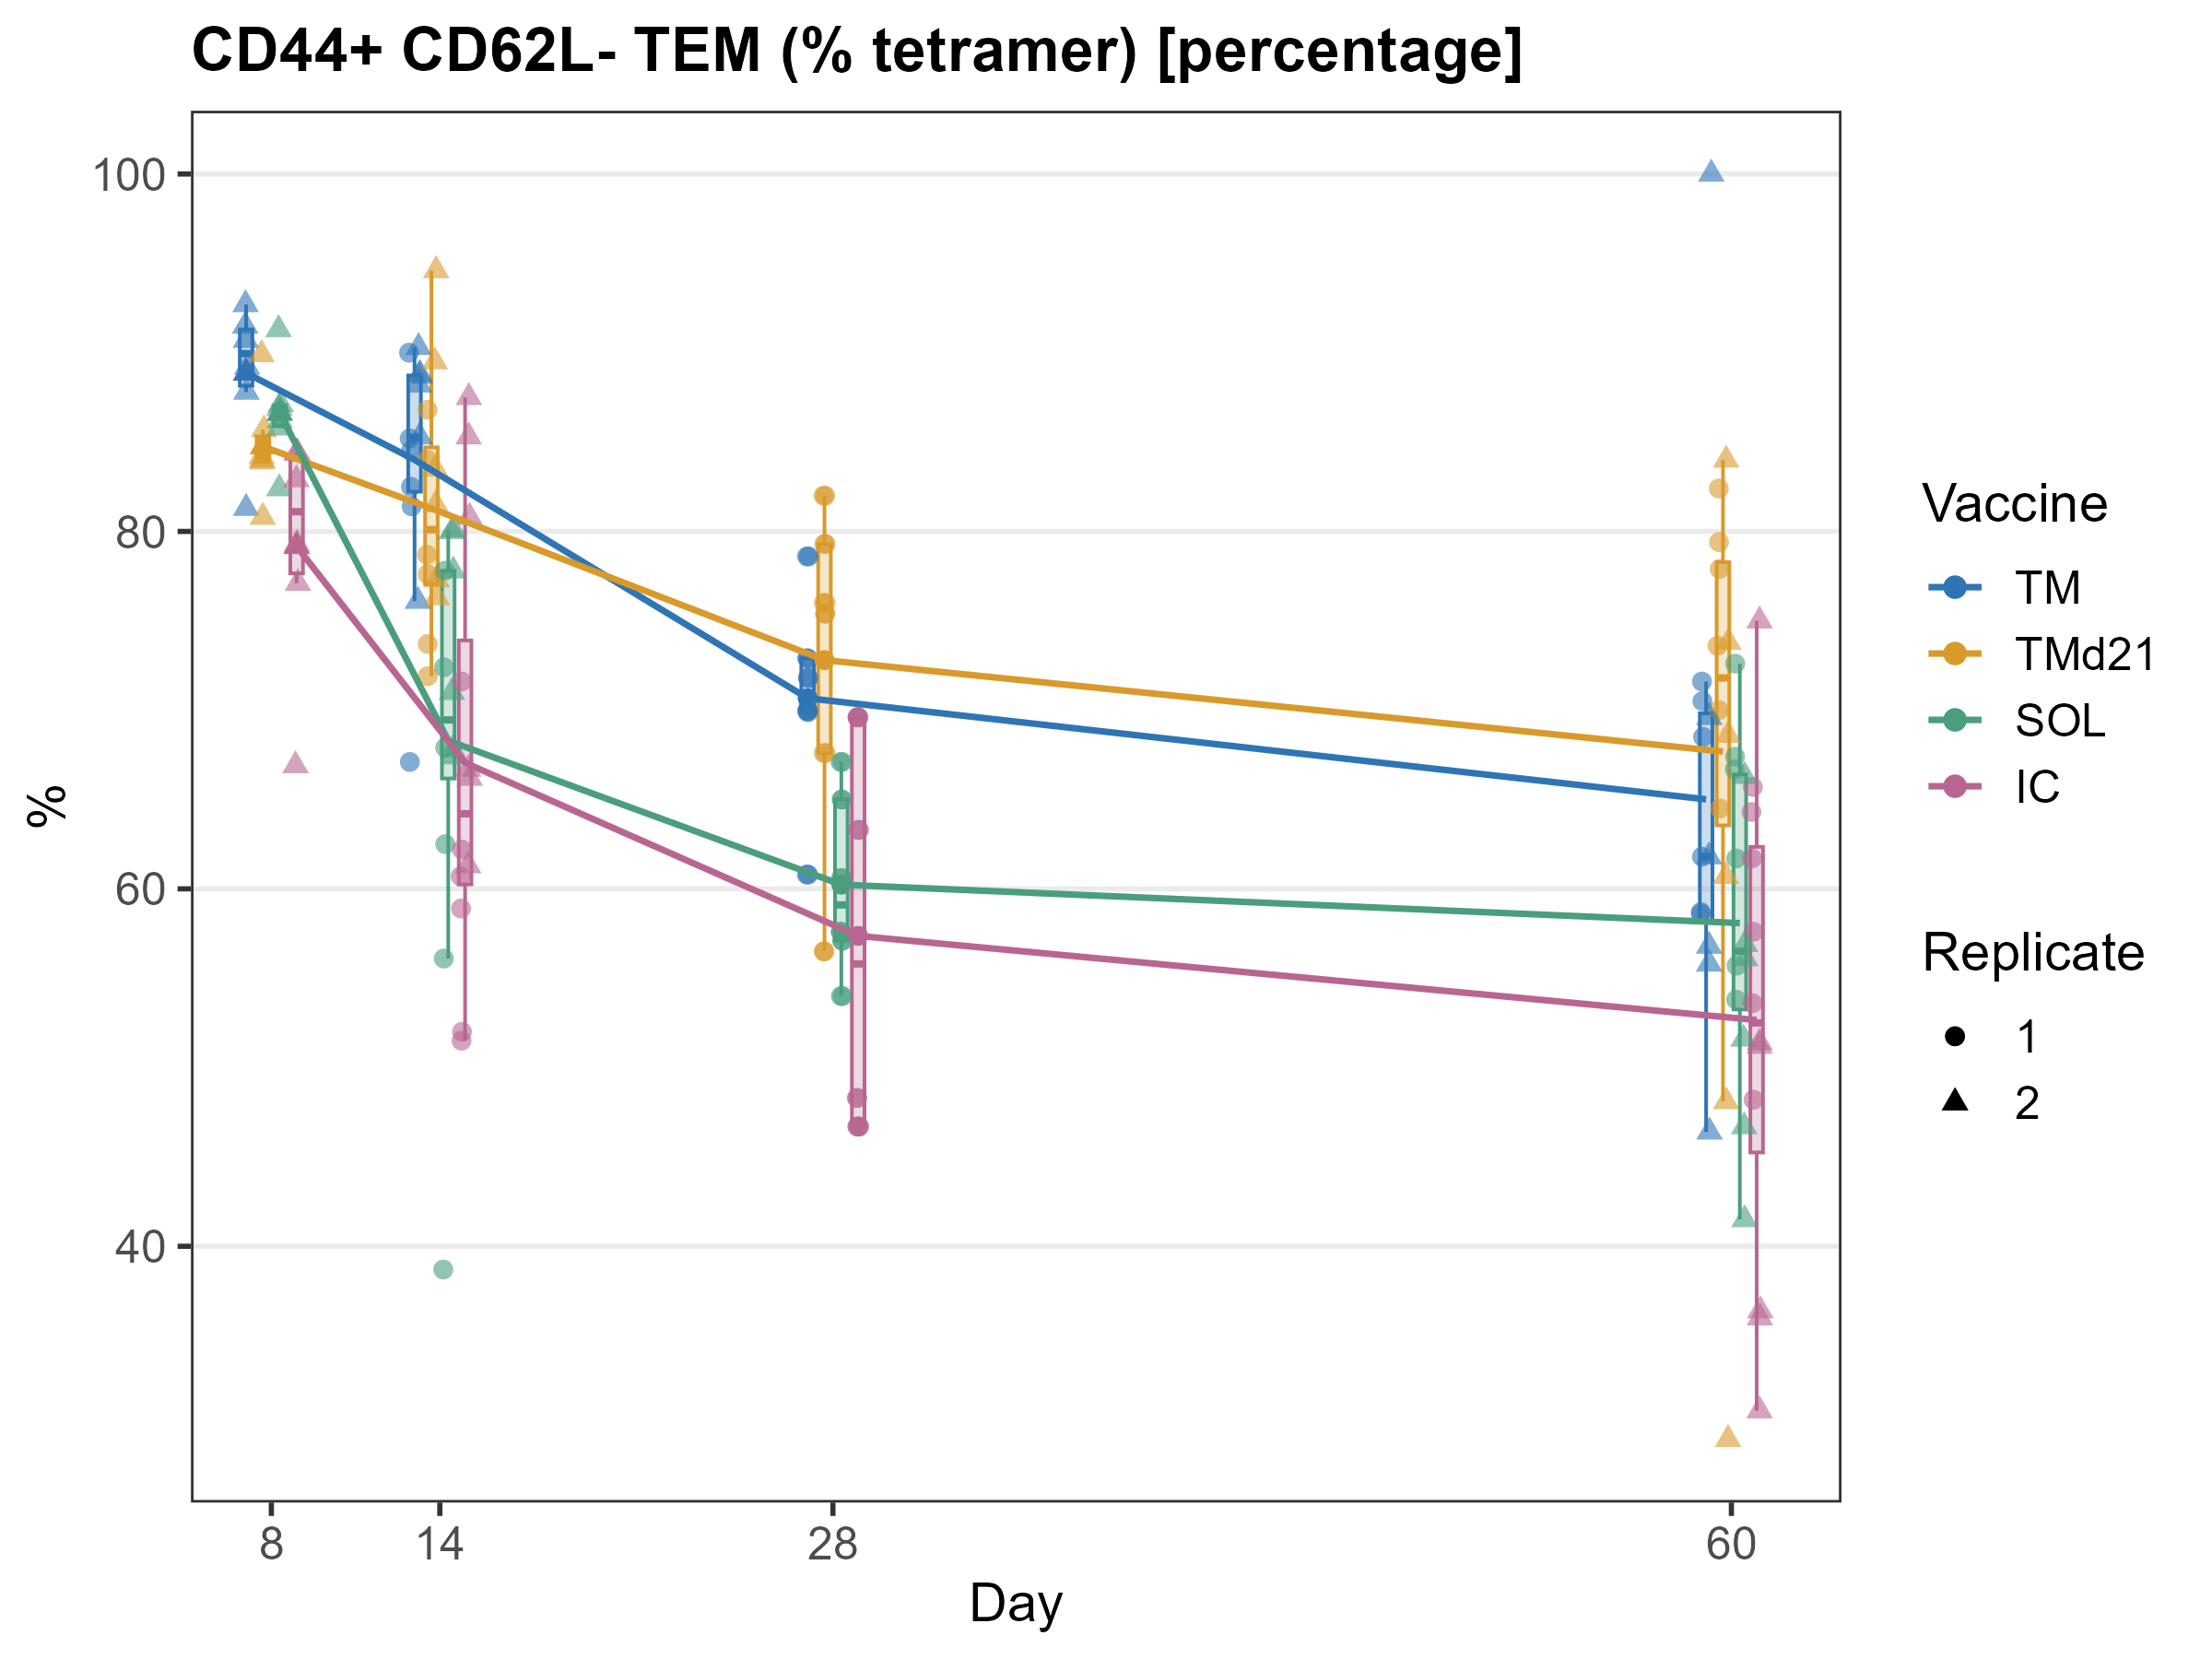 CD44+ CD62L- TEM (% tetramer) [percentage]
100
80
60
40
%
8 14 28 60
Day
Vaccine
TM
TMd21
SOL
IC
Replicate
1
2